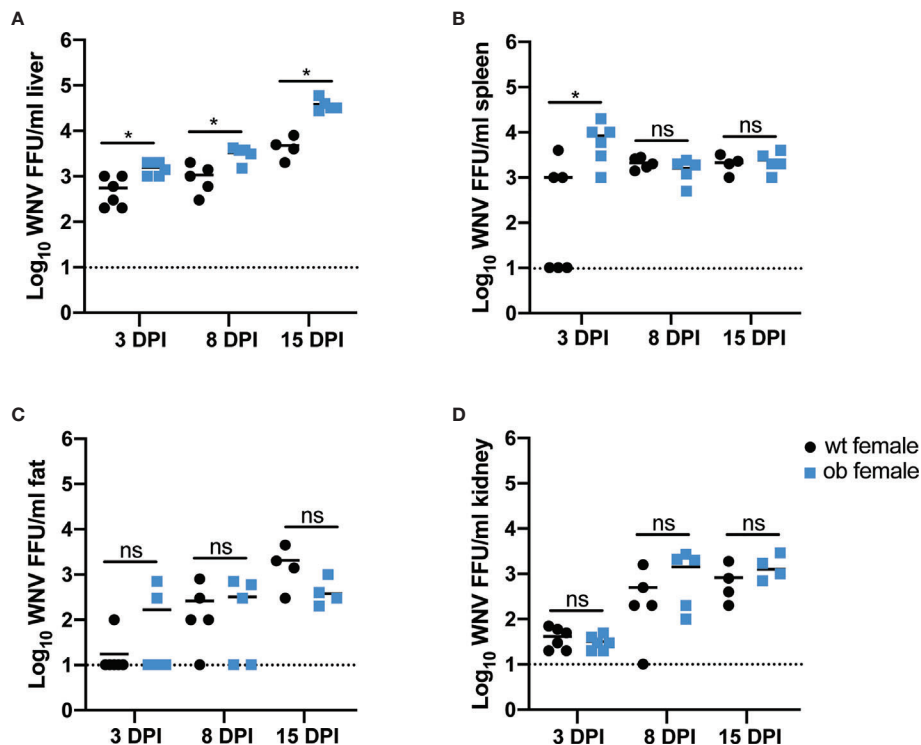 A
Log10 WNV FFU/ml liver
6
5
4
3
2
1
0
*
*
*
3 DPI 8 DPI 15 DPI
B
Log10 WNV FFU/ml spleen
6
5
4
3
2
1
0
*
ns
ns
3 DPI 8 DPI 15 DPI
C
Log10 WNV FFU/ml fat
6
5
4
3
2
1
0
ns
ns
ns
3 DPI 8 DPI 15 DPI
D
Log10 WNV FFU/ml kidney
6
5
4
3
2
1
0
ns
ns
ns
3 DPI 8 DPI 15 DPI
wt female
ob female